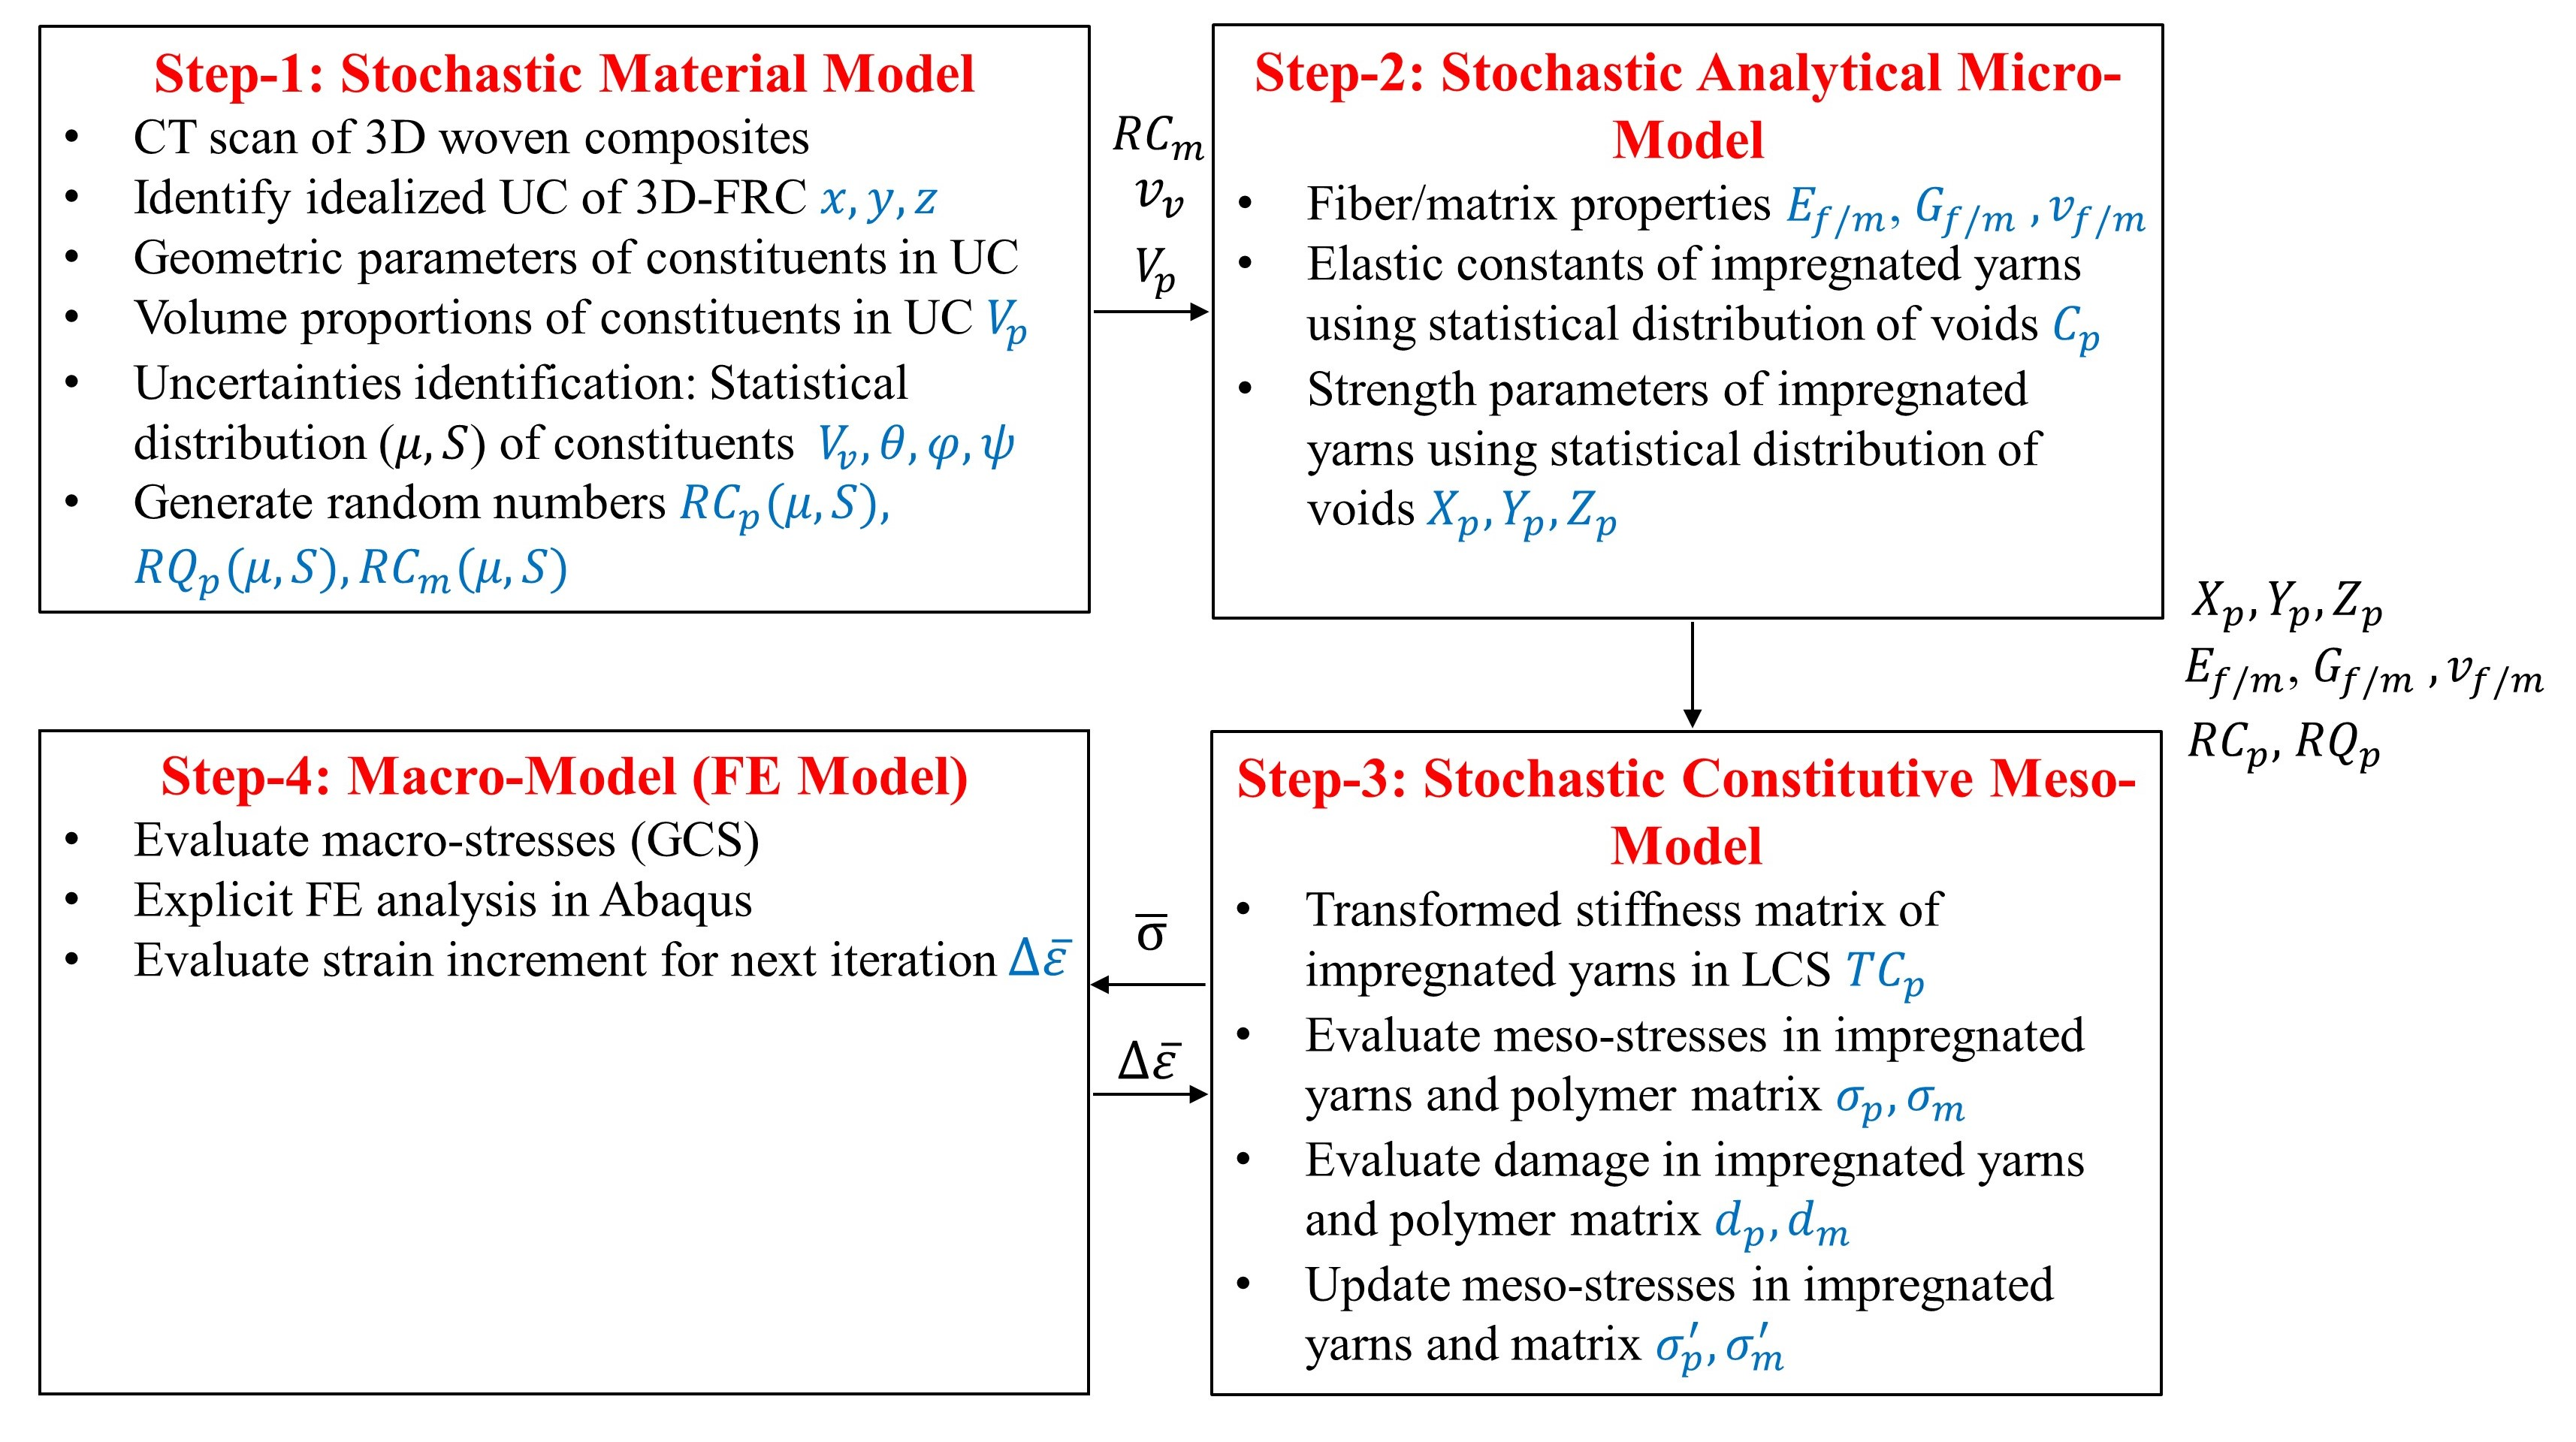 Step-1: Stochastic Material Model
• CT scan of 3D woven composites
• Identify idealized UC of 3D-FRC x, y, z
• Geometric parameters of constituents in UC
• Volume proportions of constituents in UC V_p
• Uncertainties identification: Statistical
distribution (μ, S) of constituents V_v, θ, φ, ψ
• Generate random numbers RC_p(μ, S),
RQ_p(μ, S), RC_m(μ, S)
RC_m
v_v
V_p
Step-2: Stochastic Analytical Micro-
Model
• Fiber/matrix properties E_f/m, G_f/m , v_f/m
• Elastic constants of impregnated yarns
using statistical distribution of voids C_p
• Strength parameters of impregnated
yarns using statistical distribution of
voids X_p, Y_p, Z_p
X_p, Y_p, Z_p
E_f/m, G_f/m , v_f/m
RC_p, RQ_p
Step-3: Stochastic Constitutive Meso-
Model
• Transformed stiffness matrix of
impregnated yarns in LCS TC_p
• Evaluate meso-stresses in impregnated
yarns and polymer matrix σ_p, σ_m
• Evaluate damage in impregnated yarns
and polymer matrix d_p, d_m
• Update meso-stresses in impregnated
yarns and matrix σ′_p, σ′_m
σ̅
Δε̅
Step-4: Macro-Model (FE Model)
• Evaluate macro-stresses (GCS)
• Explicit FE analysis in Abaqus
• Evaluate strain increment for next iteration Δε̅